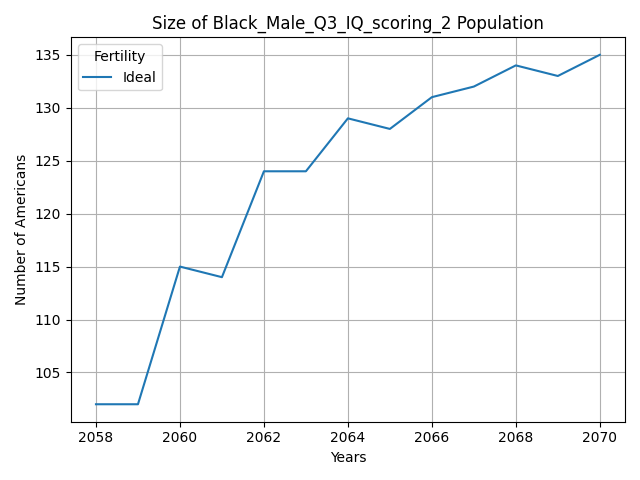 Size of Black_Male_Q3_IQ_scoring_2 Population
Fertility
Ideal
Number of Americans
135
130
125
120
115
110
105
2058 2060 2062 2064 2066 2068 2070
Years